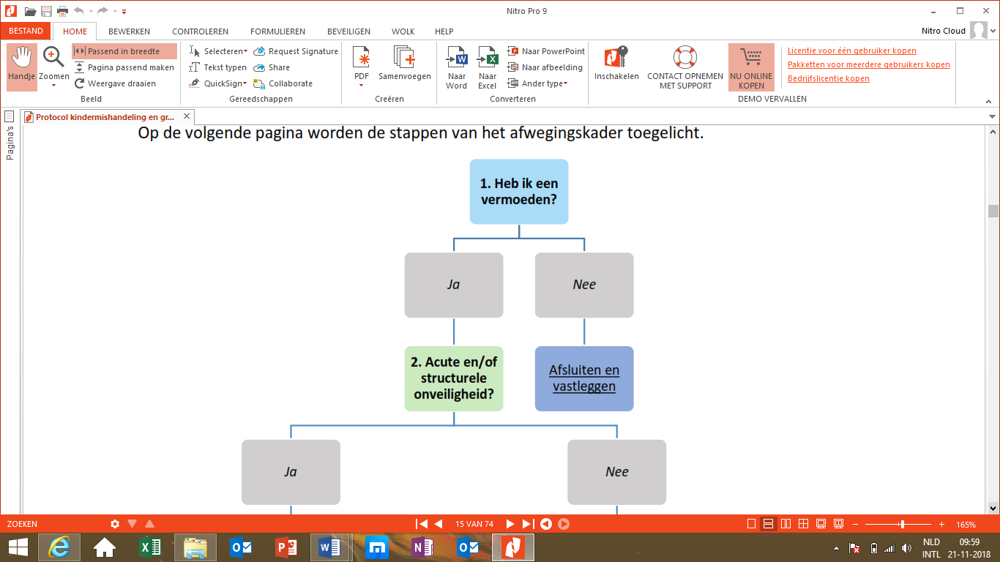 Nitro Pro 9
BESTAND HOME BEWERKEN CONTROLEREN FORMULIEREN BEVEILIGEN WOLK HELP
Nitro Cloud
Handje
Zoomen
Passend in breedte
Pagina passend maken
Weergave draaien
Beeld
Selecteren
Tekst typen
QuickSign
Request Signature
Share
Collaborate
Gereedschappen
PDF
Samenvoegen
Creëren
Naar
Word
Naar
Excel
Naar PowerPoint
Naar afbeelding
Ander type
Converteren
Inschakelen
CONTACT OPNEMEN
MET SUPPORT
NU ONLINE
KOPEN
Licentie voor één gebruiker kopen
Pakketten voor meerdere gebruikers kopen
Bedrijfslicentie kopen
DEMO VERVALLEN
Protocol kindermishandeling en gr...
Pagina's
Op de volgende pagina worden de stappen van het afwegingskader toegelicht.
1. Heb ik een
vermoeden?
Ja
Nee
2. Acute en/of
structurele
onveiligheid?
Afsluiten en
vastleggen
Ja
Nee
ZOEKEN
15 VAN 74
165%
NLD
INTL
09:59
21-11-2018